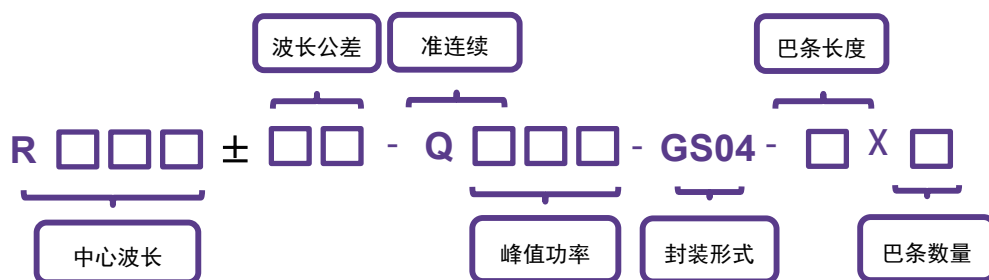 波长公差 准连续 巴条长度
R □□□ ± □□ - Q □□□ - GS04 - □ X □
中心波长 峰值功率 封装形式 巴条数量